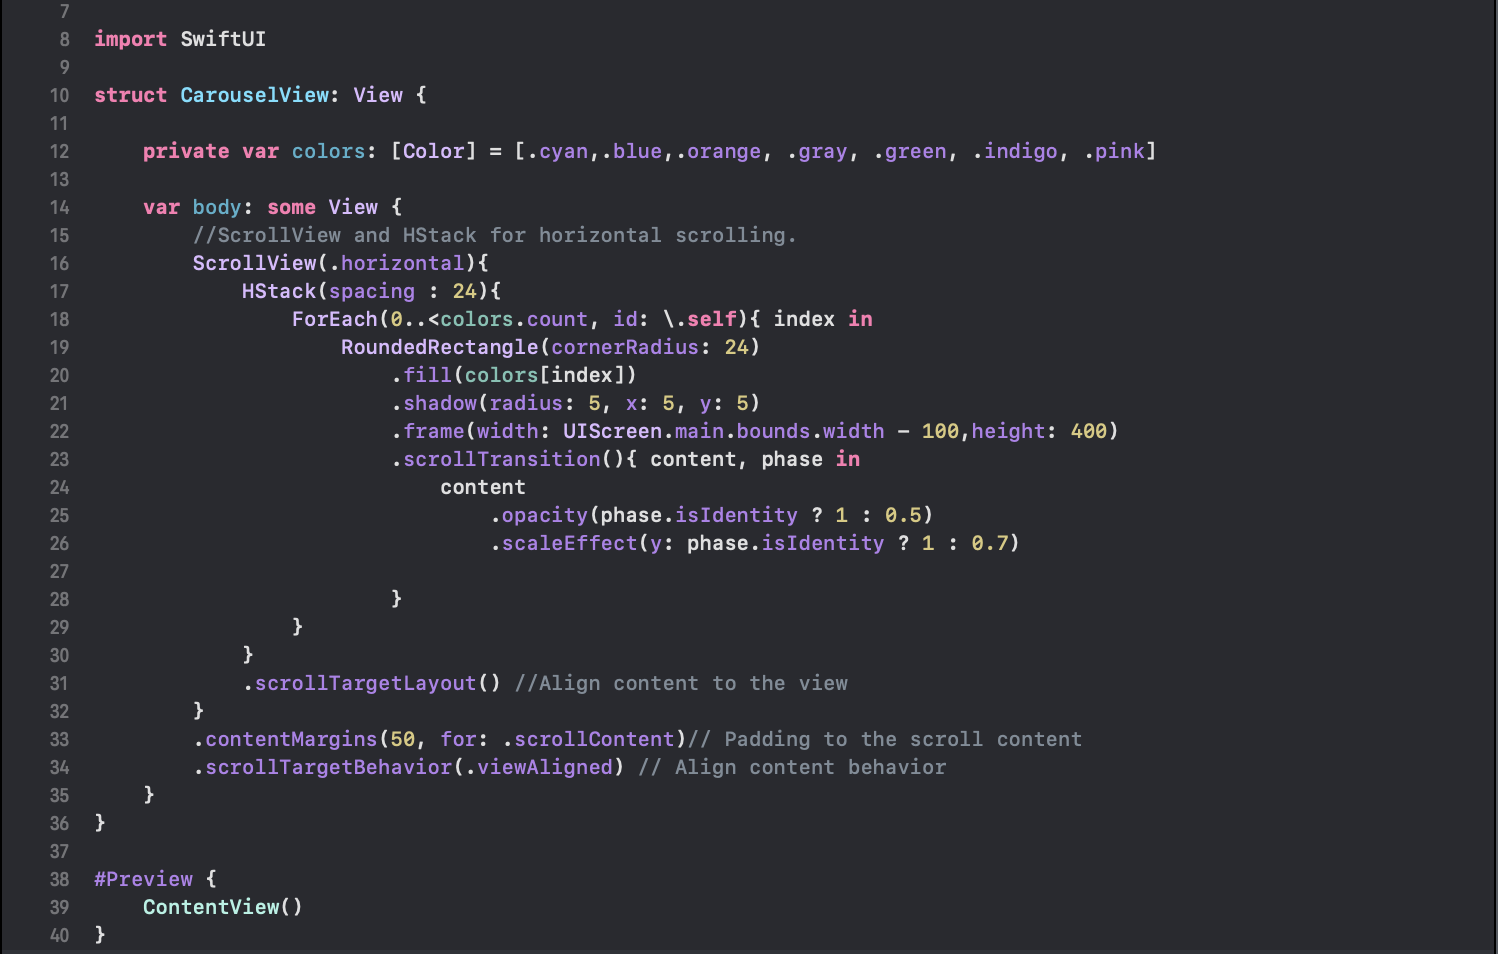 7
8 import SwiftUI
9
10 struct CarouselView: View {
11
12     private var colors: [Color] = [.cyan,.blue,.orange, .gray, .green, .indigo, .pink]
13
14     var body: some View {
15         //ScrollView and HStack for horizontal scrolling.
16         ScrollView(.horizontal){
17             HStack(spacing : 24){
18                 ForEach(0..<colors.count, id: \.self){ index in
19                     RoundedRectangle(cornerRadius: 24)
20                         .fill(colors[index])
21                         .shadow(radius: 5, x: 5, y: 5)
22                         .frame(width: UIScreen.main.bounds.width - 100,height: 400)
23                         .scrollTransition(){ content, phase in
24                             content
25                                 .opacity(phase.isIdentity ? 1 : 0.5)
26                                 .scaleEffect(y: phase.isIdentity ? 1 : 0.7)
27
28                         }
29                 }
30             }
31             .scrollTargetLayout() //Align content to the view
32         }
33         .contentMargins(50, for: .scrollContent)// Padding to the scroll content
34         .scrollTargetBehavior(.viewAligned) // Align content behavior
35     }
36 }
37
38 #Preview {
39     ContentView()
40 }